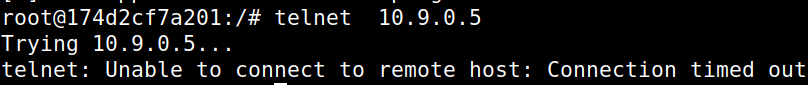 root@174d2cf7a201:/# telnet  10.9.0.5
Trying 10.9.0.5...
telnet: Unable to connect to remote host: Connection timed out